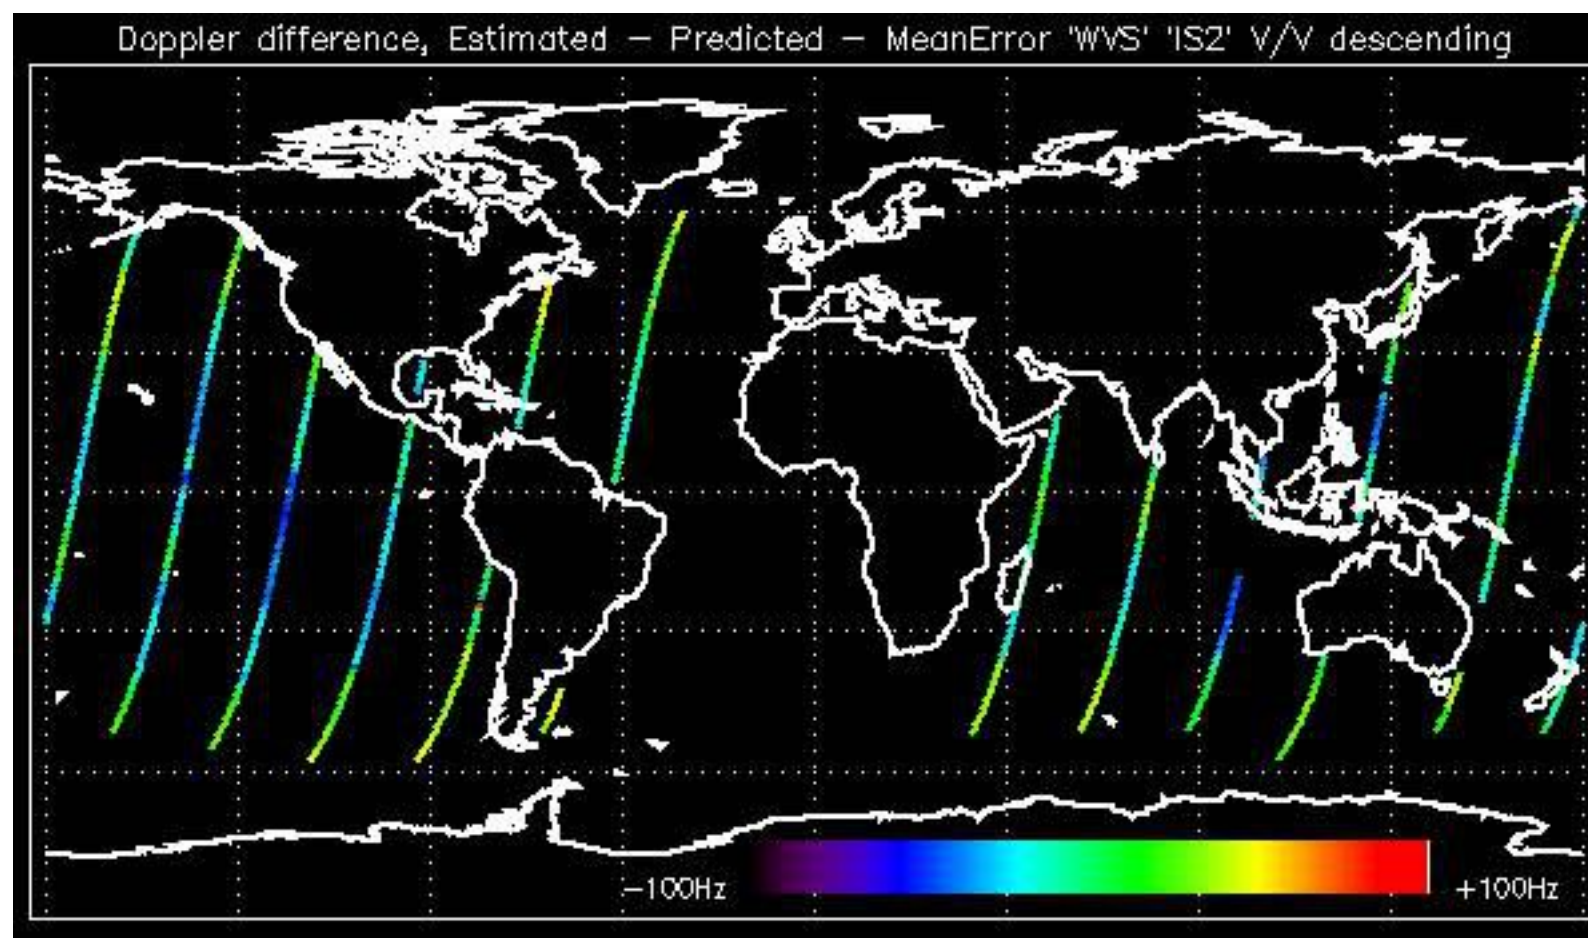 Doppler difference, Estimated – Predicted – MeanError 'WVS' 'IS2' V/V descending
–100Hz +100Hz